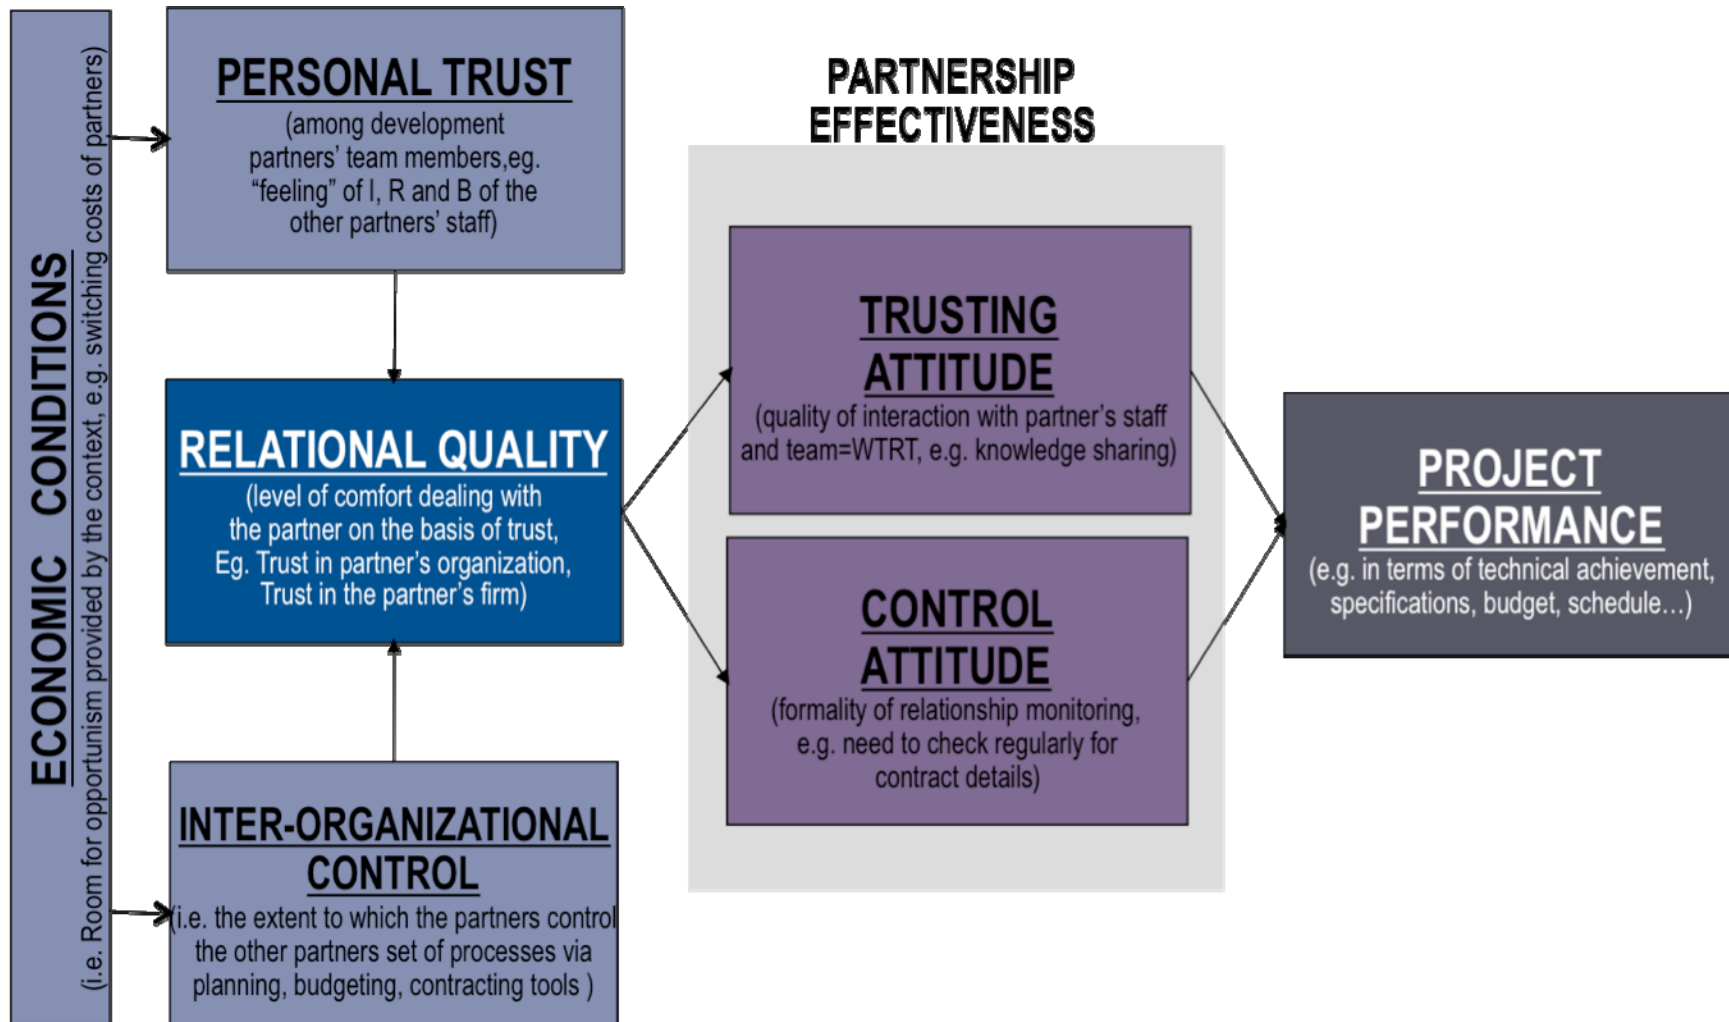 ECONOMIC CONDITIONS
(i.e. Room for opportunism provided by the context, e.g. switching costs of partners)
PERSONAL TRUST
(among development
partners’ team members,eg.
“feeling” of I, R and B of the
other partners’ staff)
RELATIONAL QUALITY
(level of comfort dealing with
the partner on the basis of trust,
Eg. Trust in partner’s organization,
Trust in the partner’s firm)
INTER-ORGANIZATIONAL
CONTROL
(i.e. the extent to which the partners control
the other partners set of processes via
planning, budgeting, contracting tools )
PARTNERSHIP
EFFECTIVENESS
TRUSTING
ATTITUDE
(quality of interaction with partner’s staff
and team=WTRT, e.g. knowledge sharing)
CONTROL
ATTITUDE
(formality of relationship monitoring,
e.g. need to check regularly for
contract details)
PROJECT
PERFORMANCE
(e.g. in terms of technical achievement,
specifications, budget, schedule…)